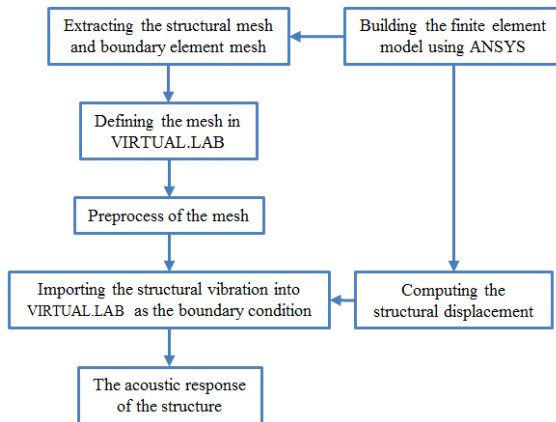 Extracting the structural mesh
and boundary element mesh
Building the finite element
model using ANSYS
Defining the mesh in
VIRTUAL.LAB
Preprocess of the mesh
Importing the structural vibration into
VIRTUAL.LAB as the boundary condition
Computing the
structural displacement
The acoustic response
of the structure